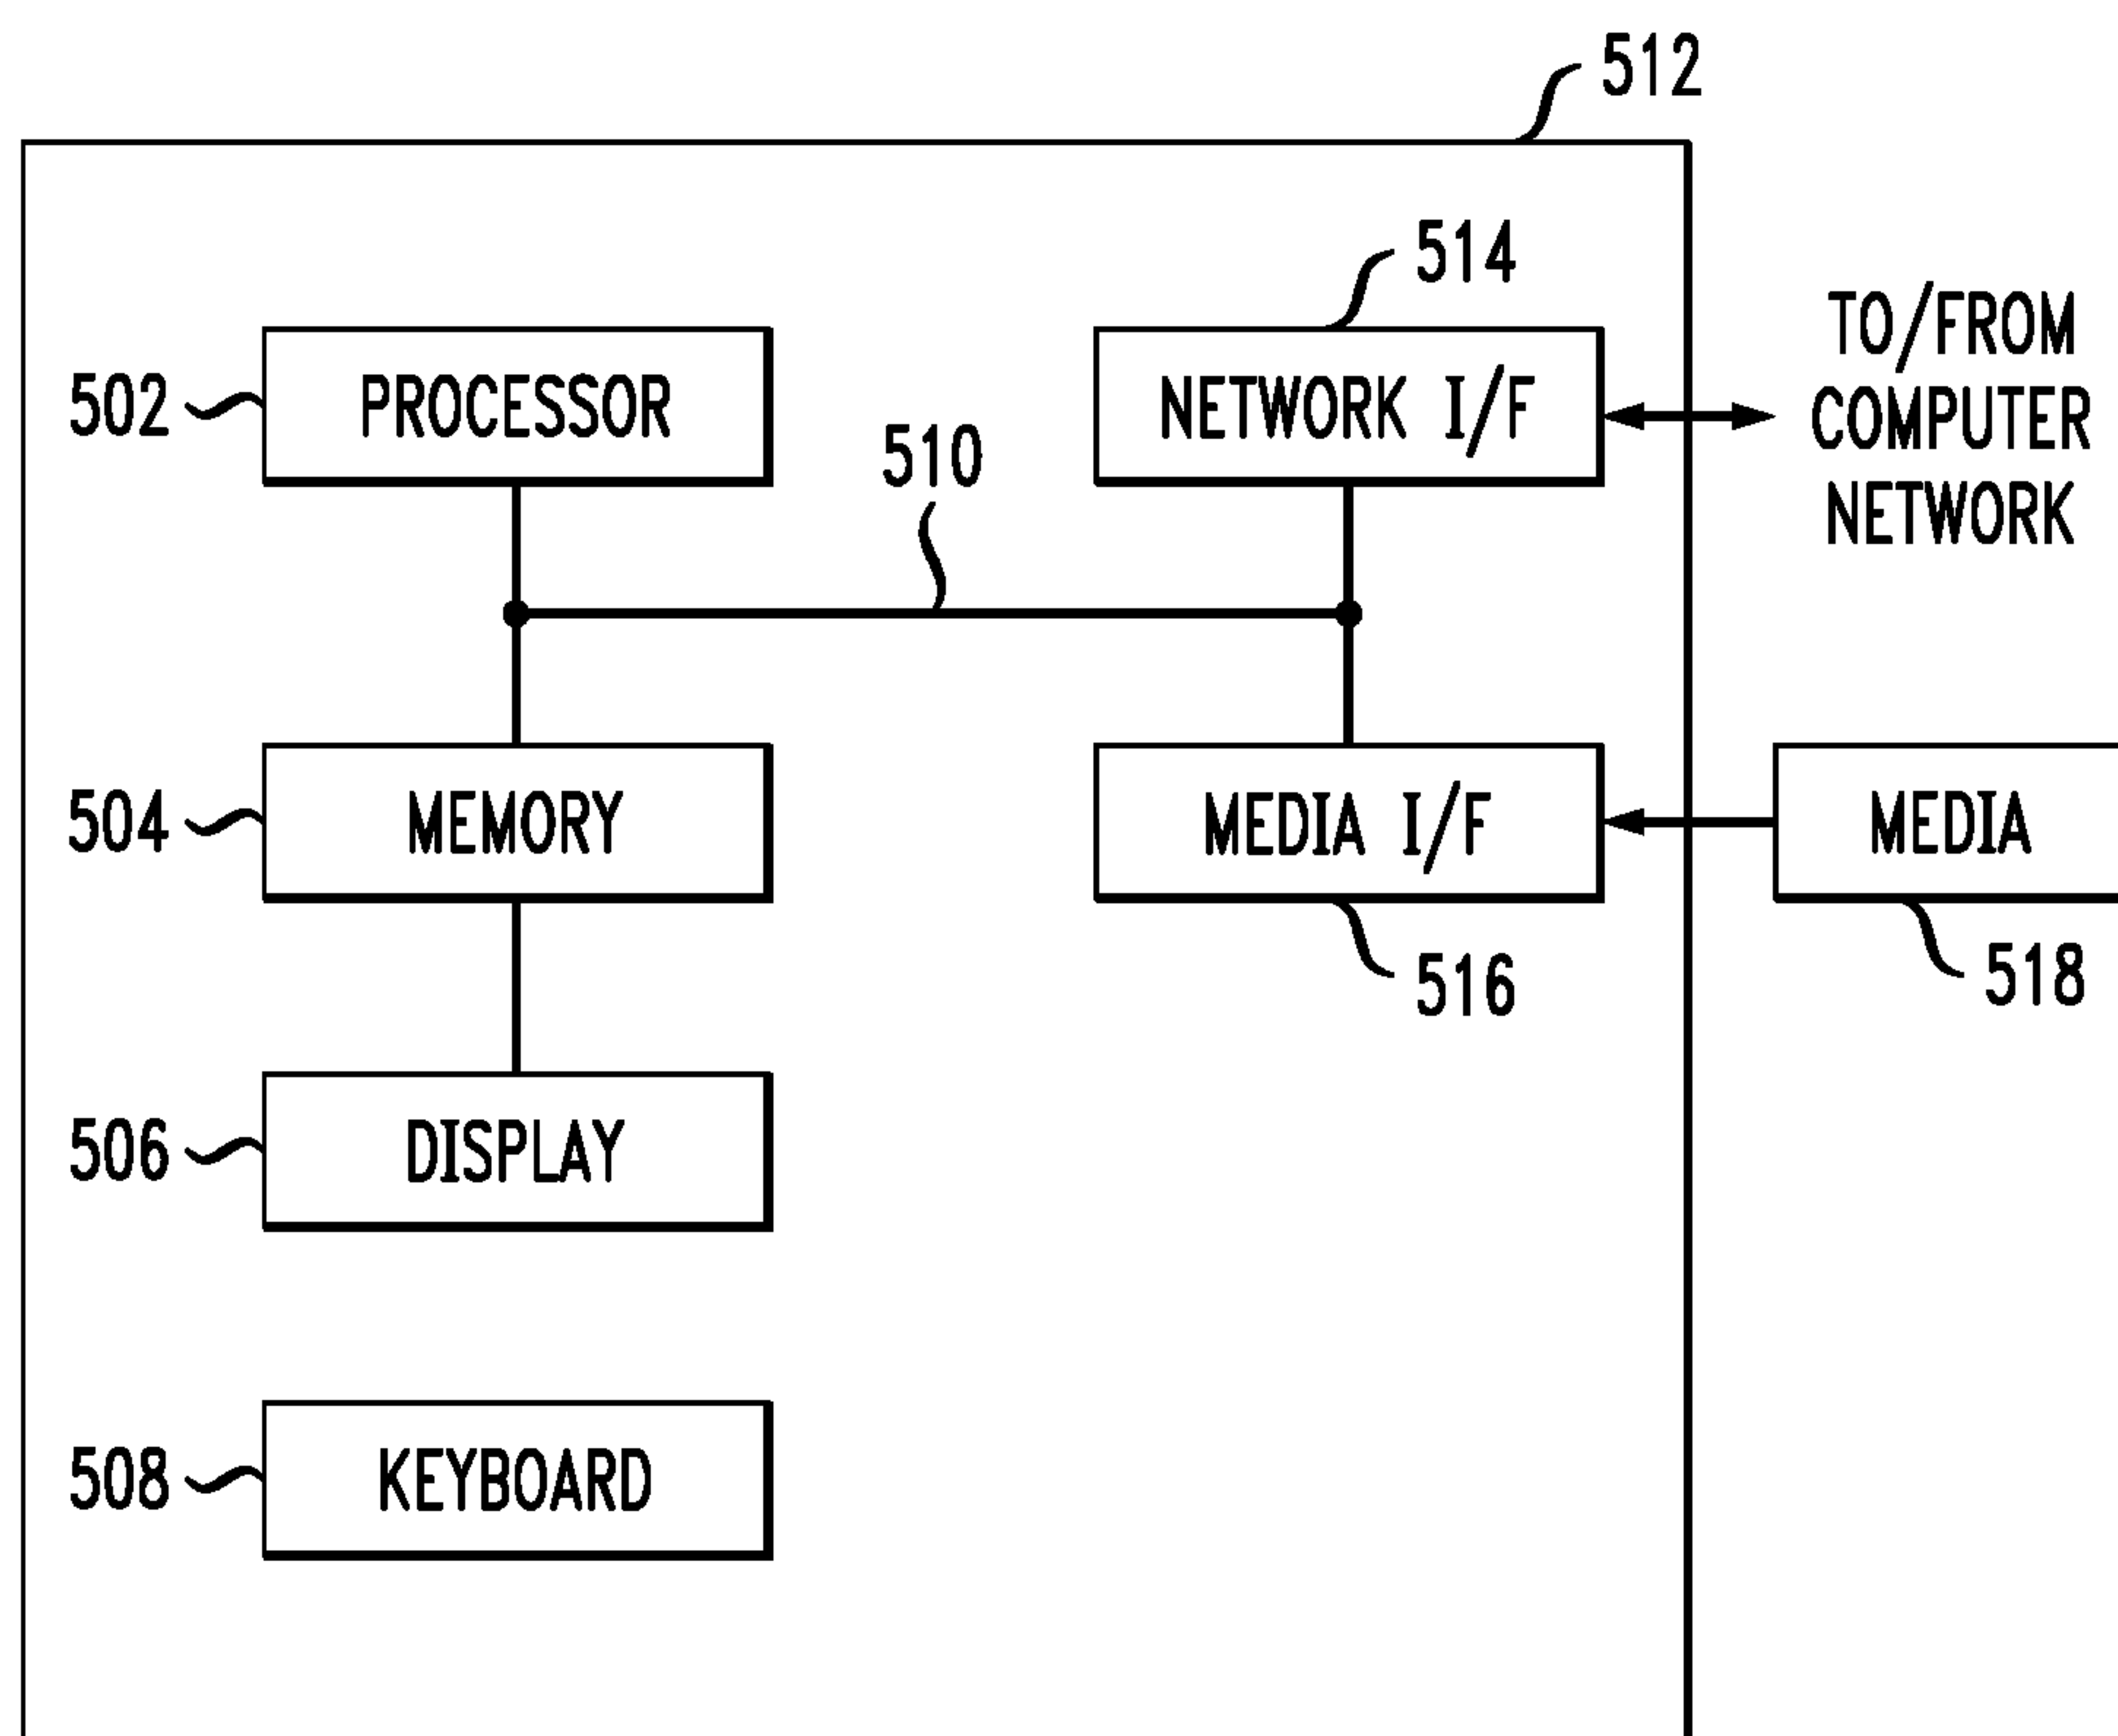 512
514
502
PROCESSOR
NETWORK I/F
TO/FROM
COMPUTER
NETWORK
510
504
MEMORY
MEDIA I/F
MEDIA
516
518
506
DISPLAY
508
KEYBOARD